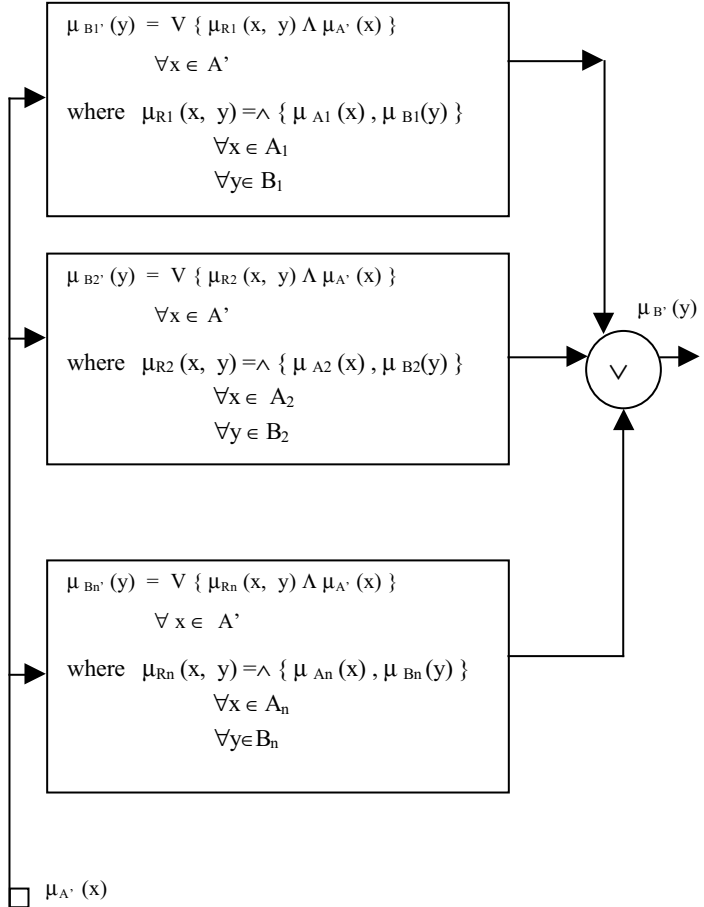 μ B1’ (y) = V { μR1 (x, y) Λ μA’ (x) }
∀x ∈ A’
where μR1 (x, y) =∧ { μ A1 (x) , μ B1(y) }
∀x ∈ A1
∀y∈ B1
μ B2’ (y) = V { μR2 (x, y) Λ μA’ (x) }
∀x ∈ A’
where μR2 (x, y) =∧ { μ A2 (x) , μ B2(y) }
∀x ∈ A2
∀y ∈ B2
μ B’ (y)
∨
μ Bn’ (y) = V { μRn (x, y) Λ μA’ (x) }
∀ x ∈ A’
where μRn (x, y) =∧ { μ An (x) , μ Bn (y) }
∀x ∈ An
∀y∈Bn
μA’ (x)